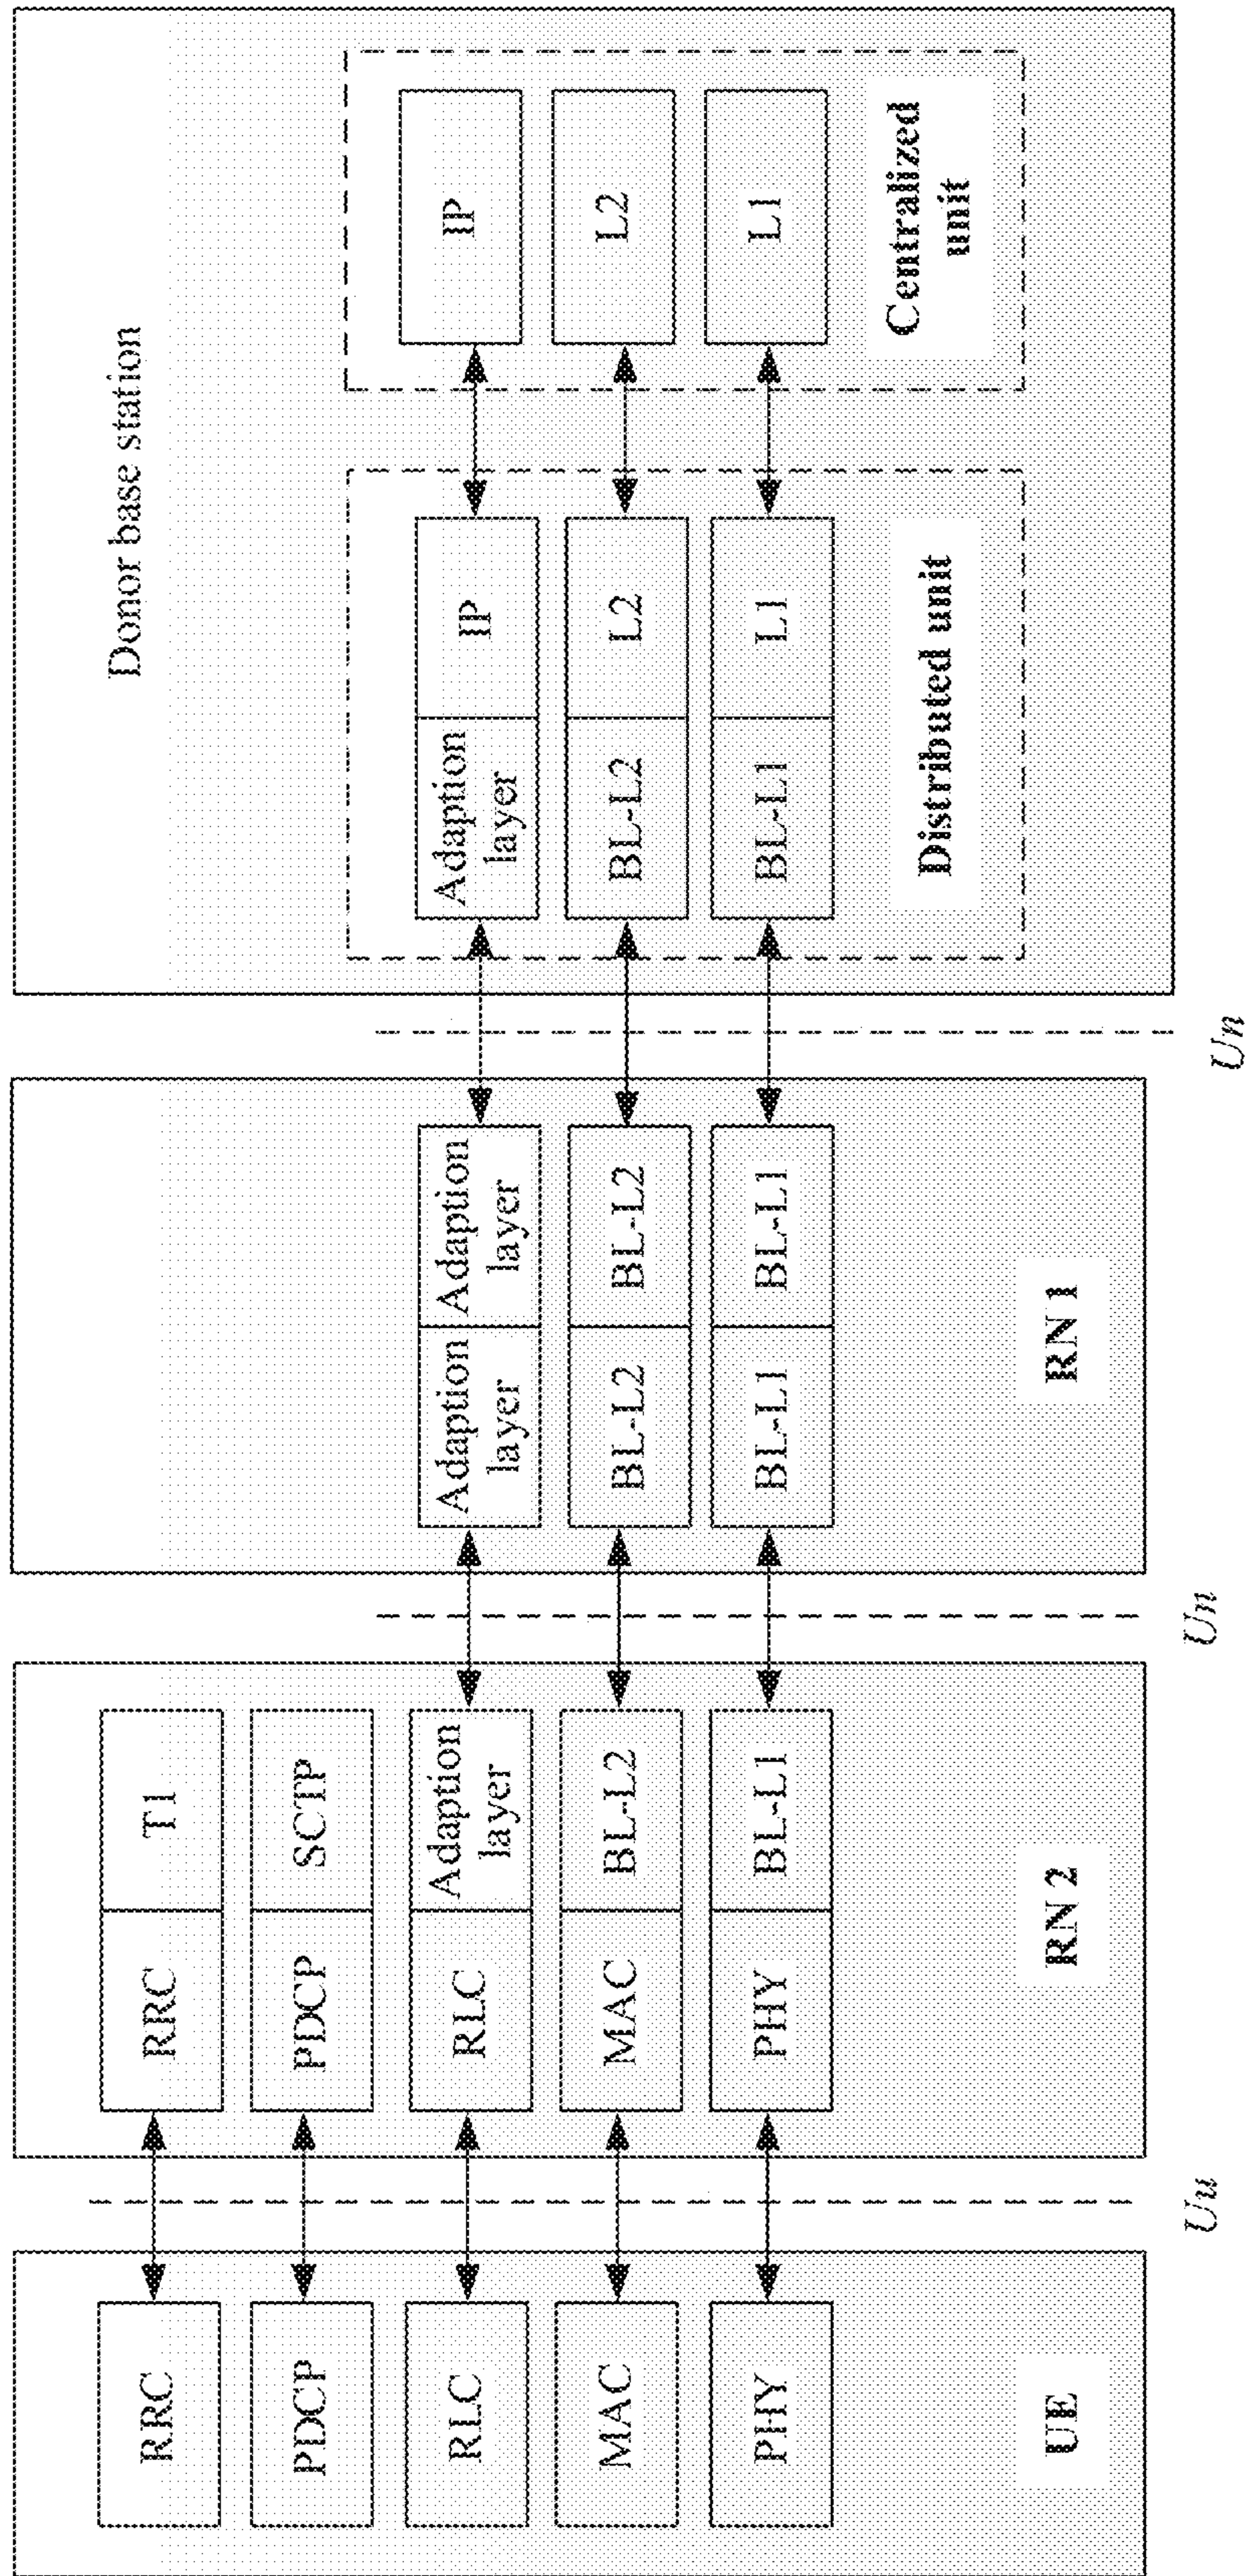 Donor base station
RRC
PDCP
RLC
MAC
PHY
UE
Uu
RRC
T1
PDCP
SCTP
RLC
Adaption
layer
MAC
BL-L2
PHY
BL-L1
RN 2
Un
Adaption
layer
Adaption
layer
BL-L2
BL-L2
BL-L1
BL-L1
RN 1
Un
Adaption
layer
IP
BL-L2
L2
BL-L1
L1
Distributed unit
IP
L2
L1
Centralized
unit